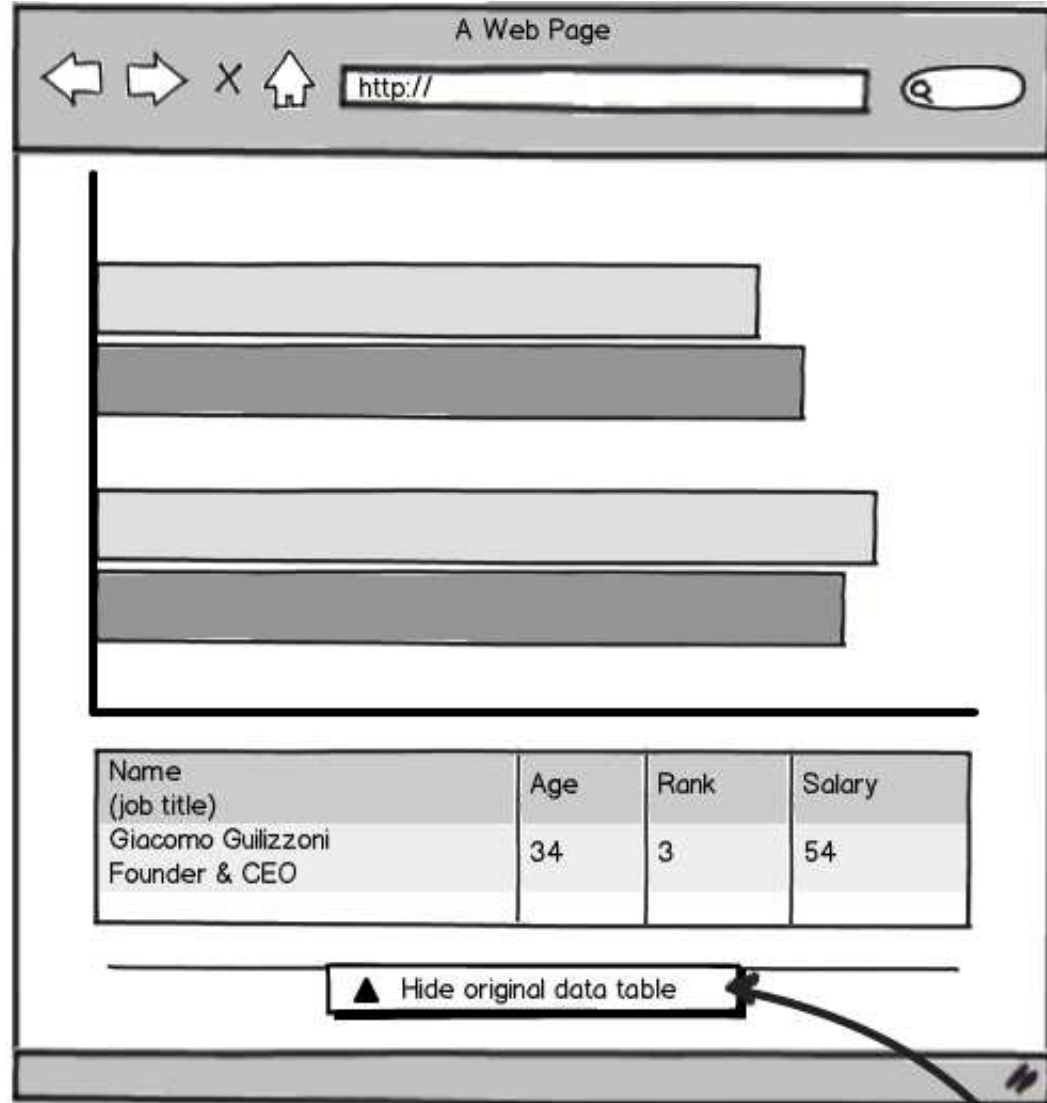 A Web Page
http://
Name
(job title)
Age
Rank
Salary
Giacomo Guilizzoni
Founder & CEO
34
3
54
▲ Hide original data table